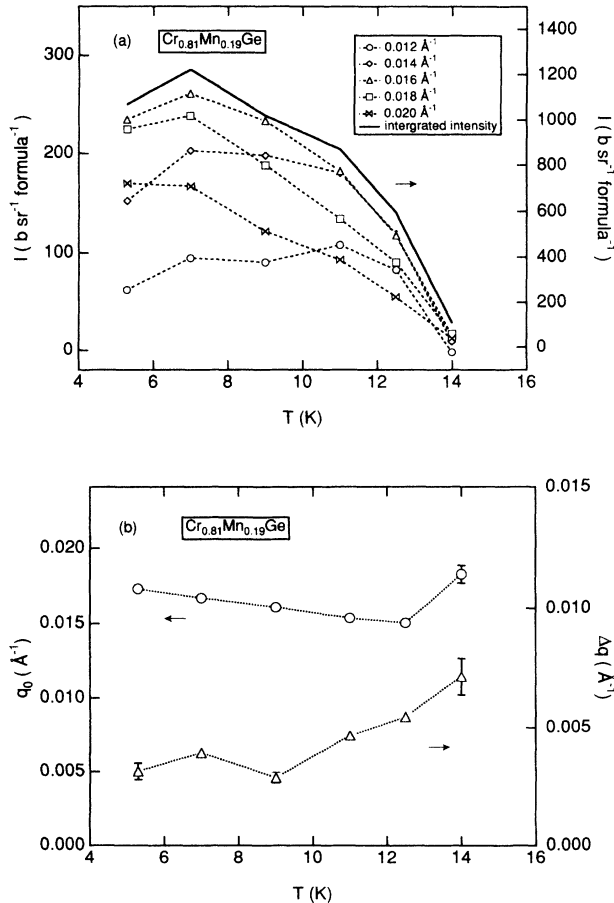 (a)
Cr0.81Mn0.19Ge
0.012 Å-1
0.014 Å-1
0.016 Å-1
0.018 Å-1
0.020 Å-1
intergrated intensity
I ( b sr-1 formula-1)
300
200
100
0
1400
1200
1000
800
600
400
200
0
I ( b sr-1 formula-1)
4 6 8 10 12 14 16
T (K)
(b)
Cr0.81Mn0.19Ge
q0 ( Å-1)
0.020
0.015
0.010
0.005
0.000
0.015
0.010
0.005
0.000
Δq ( Å-1)
4 6 8 10 12 14 16
T (K)